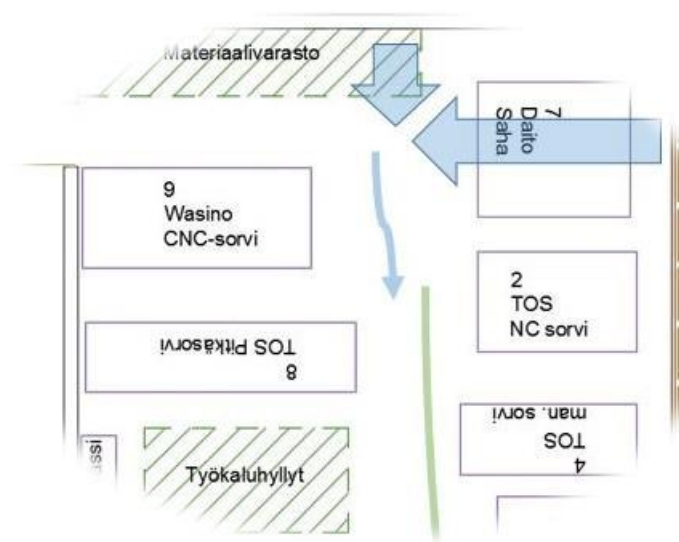 Materiaalivarasto
7
Daito
Saha
9
Wasino
CNC-sorvi
2
TOS
NC sorvi
8
TOS Pitkäsorvi
4
TOS
man. sorvi
Työkaluhyllyt
ssi